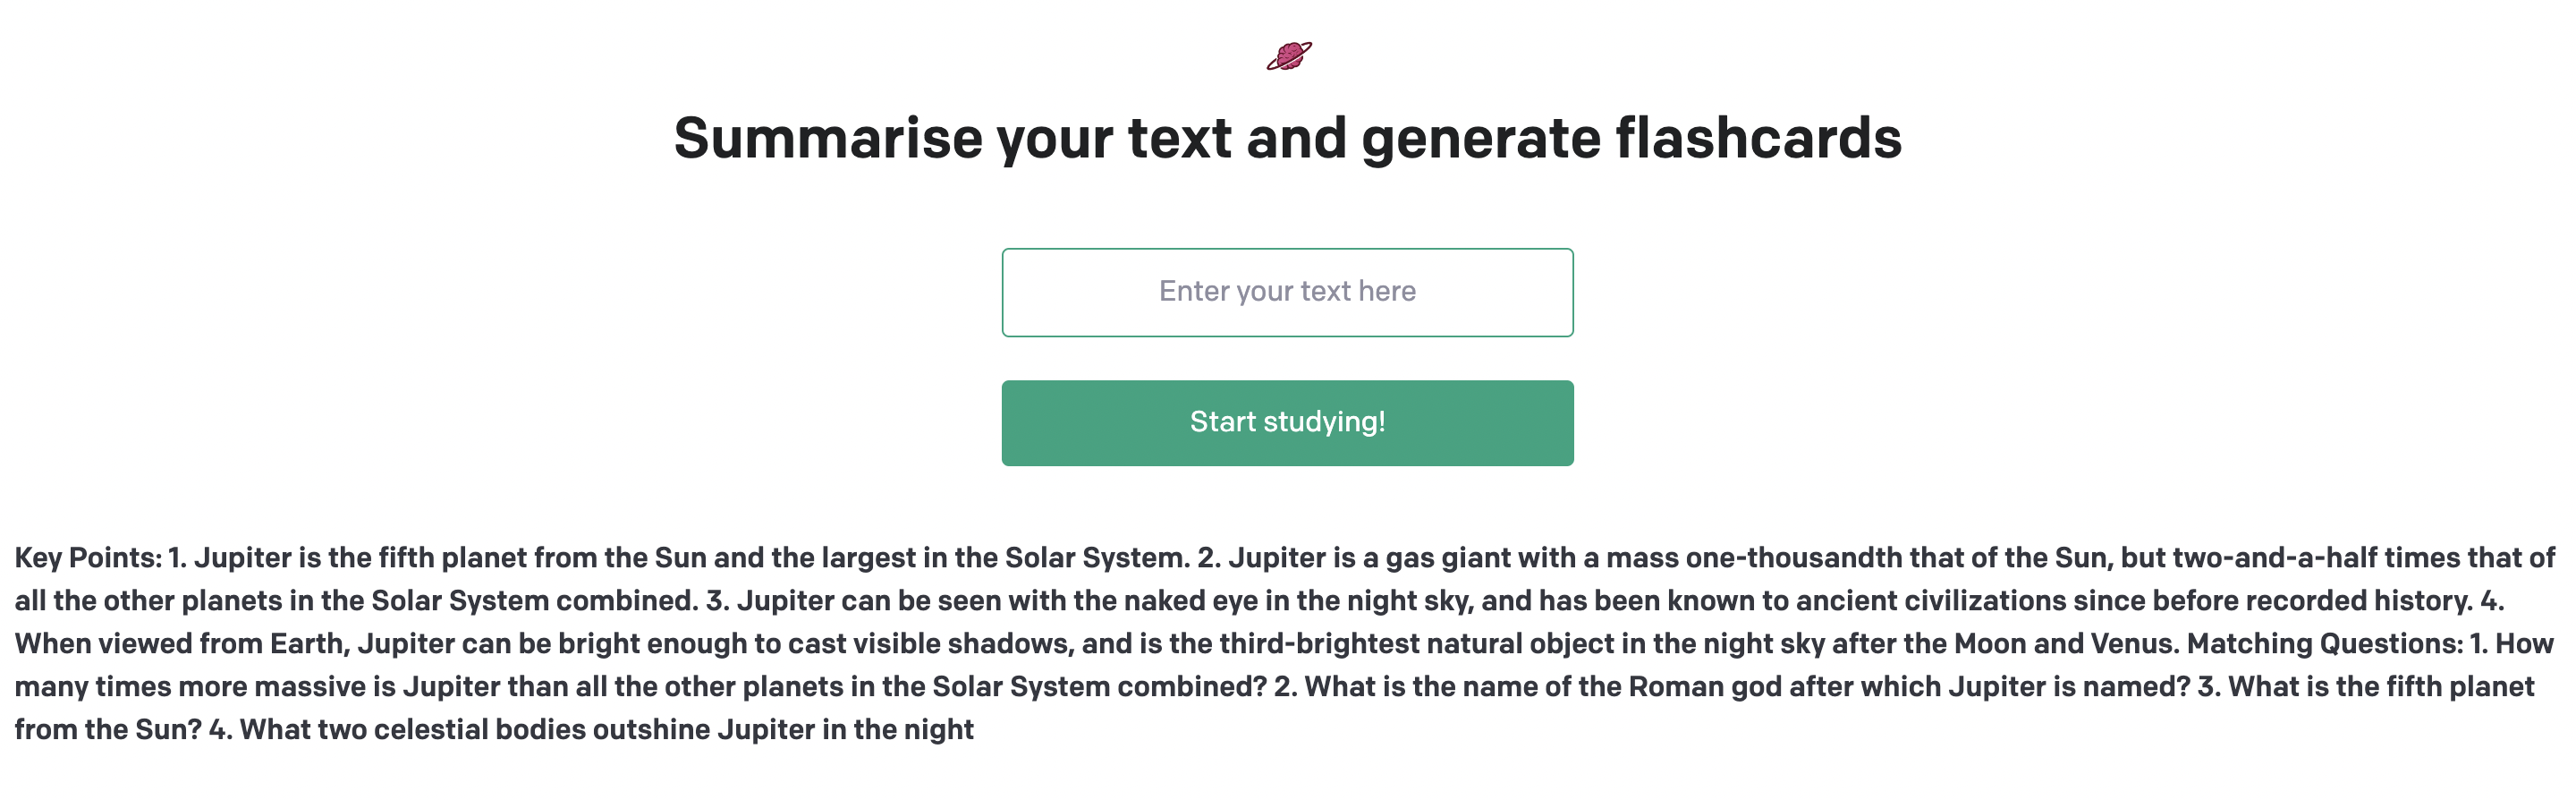 Summarise your text and generate flashcards
Enter your text here
Start studying!
Key Points: 1. Jupiter is the fifth planet from the Sun and the largest in the Solar System. 2. Jupiter is a gas giant with a mass one-thousandth that of the Sun, but two-and-a-half times that of
all the other planets in the Solar System combined. 3. Jupiter can be seen with the naked eye in the night sky, and has been known to ancient civilizations since before recorded history. 4.
When viewed from Earth, Jupiter can be bright enough to cast visible shadows, and is the third-brightest natural object in the night sky after the Moon and Venus. Matching Questions: 1. How
many times more massive is Jupiter than all the other planets in the Solar System combined? 2. What is the name of the Roman god after which Jupiter is named? 3. What is the fifth planet
from the Sun? 4. What two celestial bodies outshine Jupiter in the night